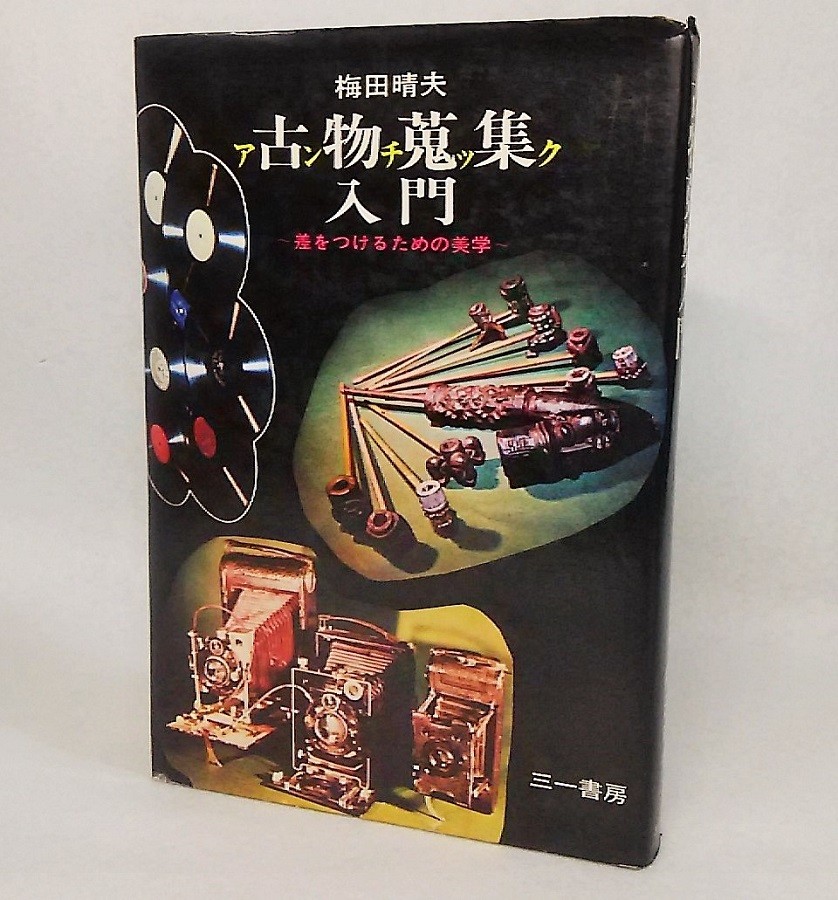 梅田晴夫
ア古ン物チ蒐ッ集ク
入門
~差をつけるための美学~
三一書房